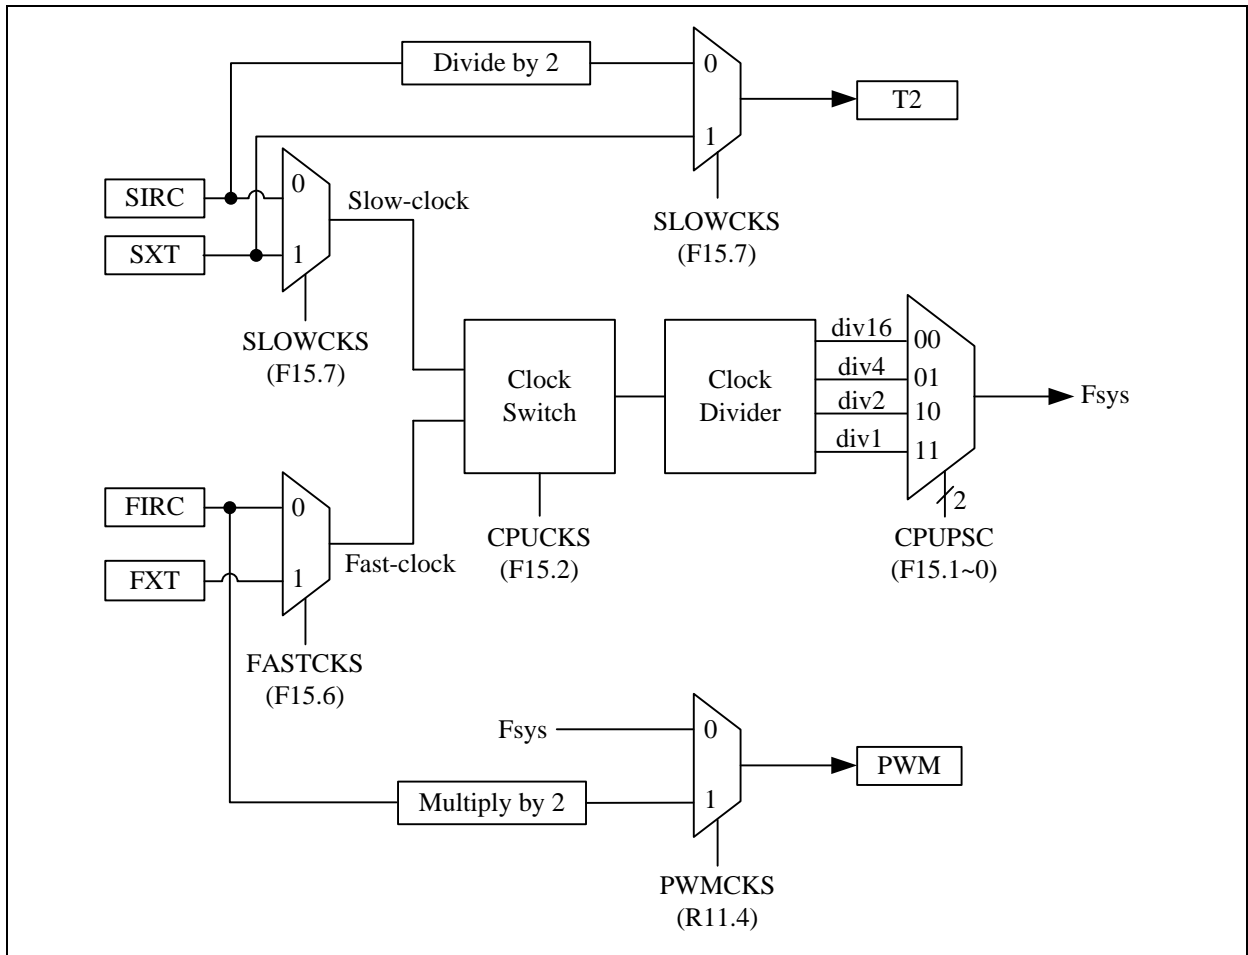 Divide by 2
0
1
T2
SLOWCKS
(F15.7)
SIRC
SXT
0
1
Slow-clock
SLOWCKS
(F15.7)
Clock
Switch
CPUCKS
(F15.2)
Clock
Divider
div16
div4
div2
div1
00
01
10
11
Fsys
2
CPUPSC
(F15.1~0)
FIRC
FXT
0
1
Fast-clock
FASTCKS
(F15.6)
Fsys
Multiply by 2
0
1
PWM
PWMCKS
(R11.4)